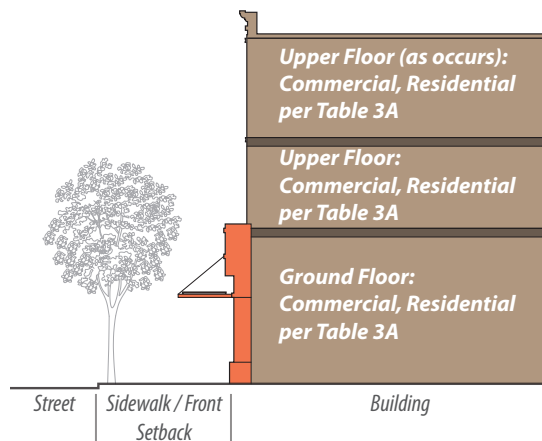 Upper Floor (as occurs):
Commercial, Residential
per Table 3A
Upper Floor:
Commercial, Residential
per Table 3A
Ground Floor:
Commercial, Residential
per Table 3A
Street
Sidewalk / Front
Setback
Building